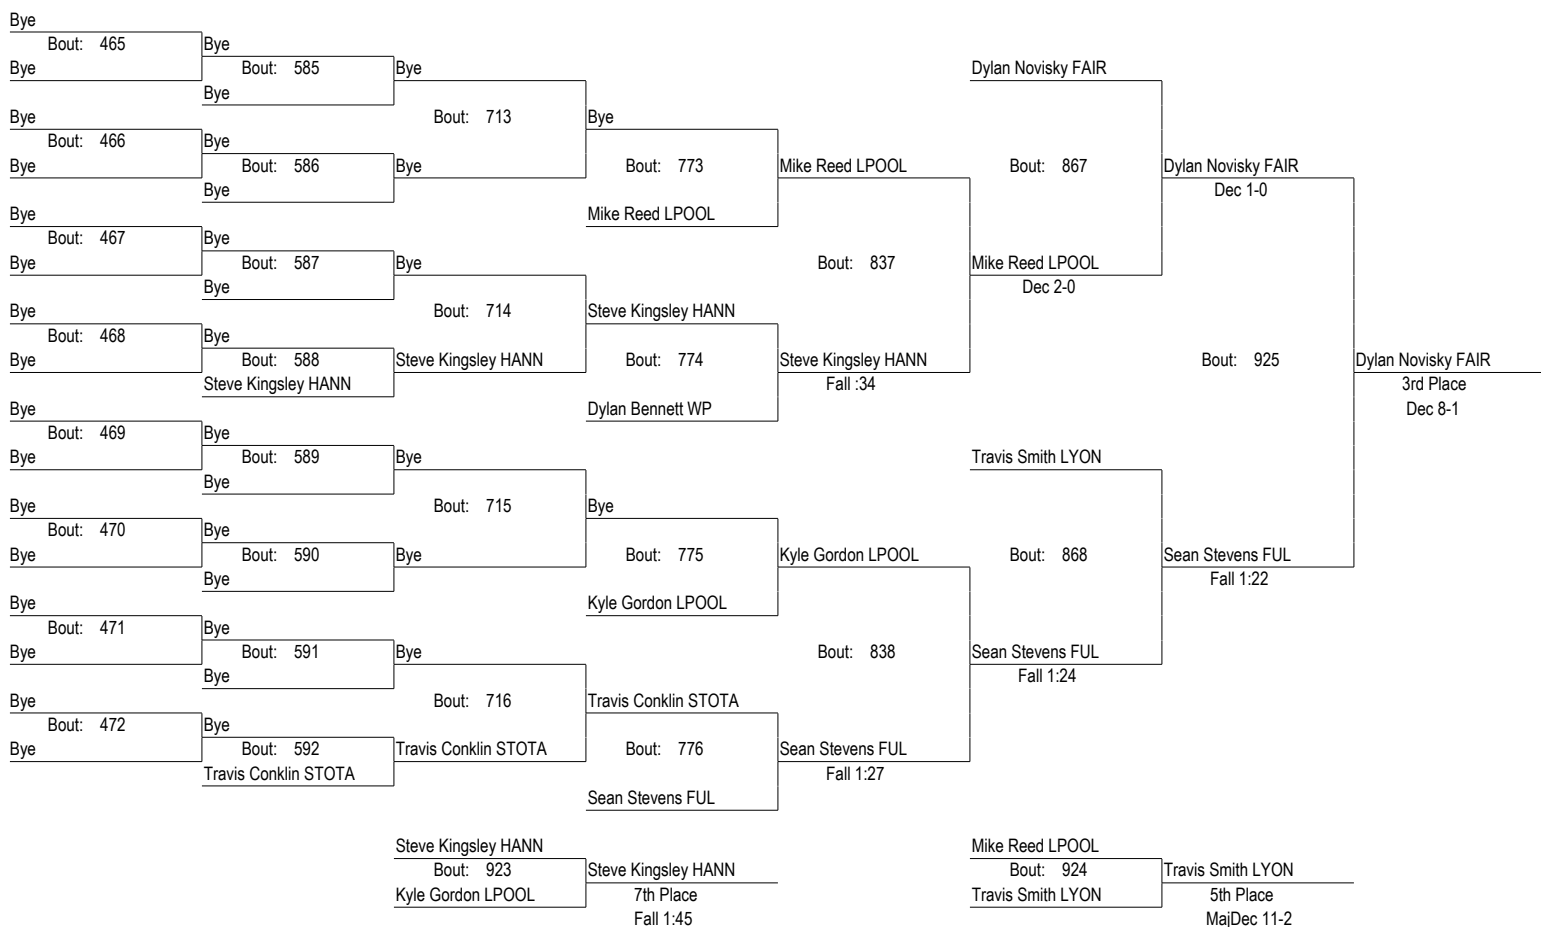 Bye
Bout: 465 Bye
Bye Bout: 585 Bye Dylan Novisky FAIR
Bye
Bye Bout: 713 Bye
Bout: 466 Bye
Bye Bout: 586 Bye Bout: 773 Mike Reed LPOOL Bout: 867 Dylan Novisky FAIR
Bye Dec 1-0
Bye Mike Reed LPOOL
Bout: 467 Bye
Bye Bout: 587 Bye Bout: 837 Mike Reed LPOOL
Bye Dec 2-0
Bye Bout: 714 Steve Kingsley HANN
Bout: 468 Bye
Bye Bout: 588 Steve Kingsley HANN Bout: 774 Steve Kingsley HANN Bout: 925 Dylan Novisky FAIR
Steve Kingsley HANN Fall :34 3rd Place
Bye Dylan Bennett WP Dec 8-1
Bout: 469 Bye
Bye Bout: 589 Bye Travis Smith LYON
Bye
Bye Bout: 715 Bye
Bout: 470 Bye
Bye Bout: 590 Bye Bout: 775 Kyle Gordon LPOOL Bout: 868 Sean Stevens FUL
Bye Fall 1:22
Bye Kyle Gordon LPOOL
Bout: 471 Bye
Bye Bout: 591 Bye Bout: 838 Sean Stevens FUL
Bye Fall 1:24
Bye Bout: 716 Travis Conklin STOTA
Bout: 472 Bye
Bye Bout: 592 Travis Conklin STOTA Bout: 776 Sean Stevens FUL
Travis Conklin STOTA Fall 1:27
Sean Stevens FUL
Steve Kingsley HANN Mike Reed LPOOL
Bout: 923 Steve Kingsley HANN Bout: 924 Travis Smith LYON
Kyle Gordon LPOOL 7th Place Travis Smith LYON 5th Place
Fall 1:45 MajDec 11-2